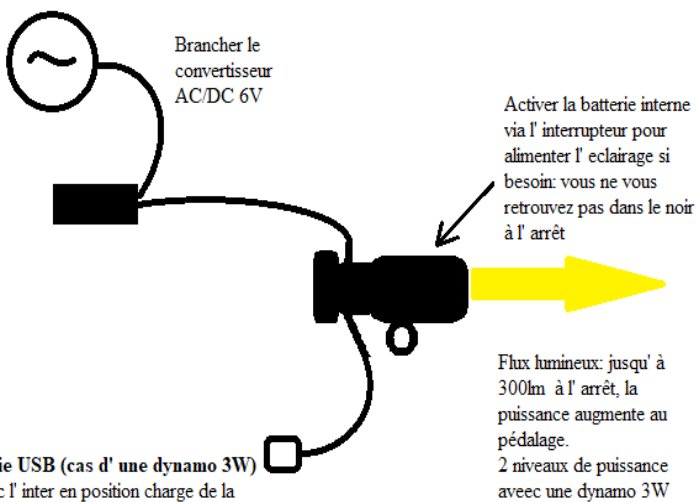 Brancher le
convertisseur
AC/DC 6V
Activer la batterie interne
via l' interrupteur pour
alimenter l' eclairage si
besoin: vous ne vous
retrouvez pas dans le noir
à l' arrêt
Flux lumineux: jusqu' à
300lm à l' arrêt, la
puissance augmente au
pédalage.
2 niveaux de puissance
aveec une dynamo 3W
ie USB (cas d' une dynamo 3W)
c l' inter en position charge de la